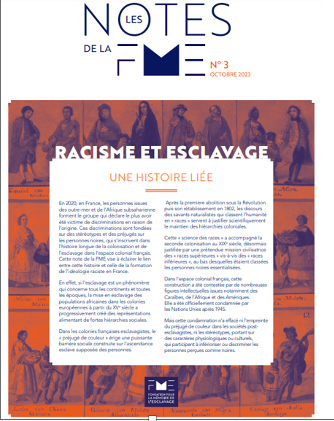 LES
NOTES
DE LA
FME
N° 3
OCTOBRE 2023
RACISME ET ESCLAVAGE
UNE HISTOIRE LIÉE
En 2020, en France, les personnes issues
des outre-mer et de l'Afrique subsaharienne
forment le groupe qui déclare le plus avoir
été victime de discriminations en raison de
l'origine. Ces discriminations sont fondées
sur des stéréotypes et des préjugés sur
les personnes noires, qui s'inscrivent dans
l'histoire longue de la colonisation et de
l'esclavage dans l'espace colonial français.
Cette note de la FME vise à éclairer le lien
entre cette histoire et celle de la formation
de l'idéologie raciste en France.
En effet, si l'esclavage est un phénomène
qui concerne tous les continents et toutes
les époques, la mise en esclavage des
populations africaines dans les colonies
européennes à partir du XVe siècle a
progressivement créé des représentations
alimentant de fortes hiérarchies sociales.
Dans les colonies françaises esclavagistes, le
« préjugé de couleur » érige une puissante
barrière sociale construite sur l'ascendance
esclave supposée des personnes.
Après la première abolition sous la Révolution
puis son rétablissement en 1802, les discours
des savants naturalistes qui classent l'humanité
en « races » servent à justifier scientifiquement
le maintien des hiérarchies coloniales.
Cette « science des races » a accompagné la
seconde colonisation au XIXe siècle, désormais
justifiée par une prétendue mission civilisatrice
des « races supérieures » vis à vis des « races
inférieures », au bas desquelles étaient classées
les personnes noires essentialisées.
Dans l'espace colonial français, cette
construction a été contestée par de nombreuses
figures intellectuelles issues notamment des
Caraïbes, de l'Afrique et des Amériques.
Elle a été officiellement condamnée par
les Nations Unies après 1945.
Mais cette condamnation n'a effacé ni l'empreinte
du préjugé de couleur dans les sociétés post-
esclavagistes, ni les stéréotypes, portant sur
des caractères physiologiques ou culturels,
qui participent à inférioriser ou discriminer les
personnes perçues comme noires.
FME
FONDATION POUR
LA MÉMOIRE DE
L'ESCLAVAGE